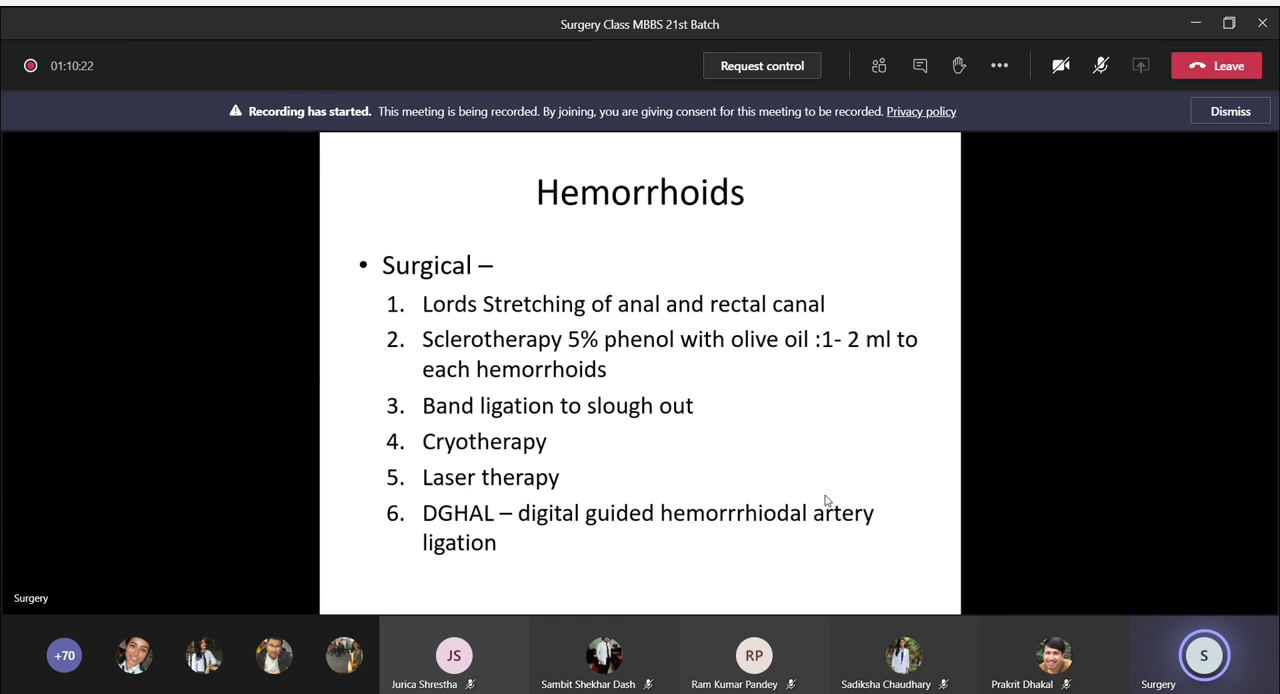 Surgery Class MBBS 21st Batch
01:10:22
Request control
Leave
Recording has started. This meeting is being recorded. By joining, you are giving consent for this meeting to be recorded. Privacy policy
Dismiss
Hemorrhoids
• Surgical –
1. Lords Stretching of anal and rectal canal
2. Sclerotherapy 5% phenol with olive oil :1- 2 ml to
each hemorrhoids
3. Band ligation to slough out
4. Cryotherapy
5. Laser therapy
6. DGHAL – digital guided hemorrrhiodal artery
ligation
Surgery
+70
JS
RP
S
Jurica Shrestha
Sambit Shekhar Dash
Ram Kumar Pandey
Sadiksha Chaudhary
Prakrit Dhakal
Surgery